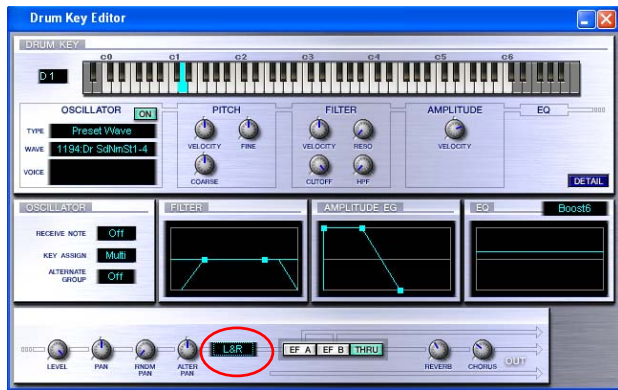 Drum Key Editor
DRUM KEY
C0 C1 C2 C3 C4 C5 C6
D 1
OSCILLATOR ON PITCH FILTER AMPLITUDE EQ
TYPE Preset Wave
WAVE 1194:Dr SdNmSt1-4
VOICE
VELOCITY FINE VELOCITY RESO VELOCITY
COARSE CUTOFF HPF
DETAIL
OSCILLATOR FILTER AMPLITUDE EG EQ Boost6
RECEIVE NOTE Off
KEY ASSIGN Multi
ALTERNATE GROUP Off
L&R EF A EF B THRU
LEVEL PAN RNDM PAN ALTER PAN REVERB CHORUS OUT